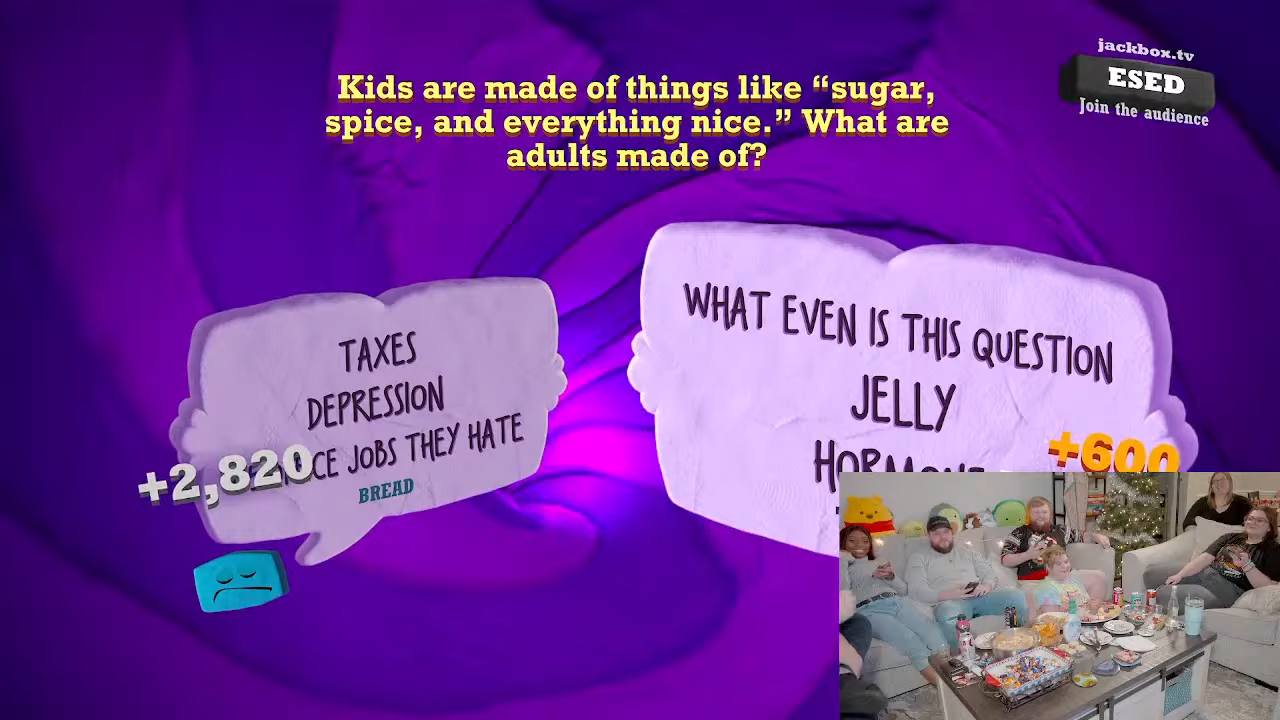 jackbox.tv
ESED
Join the audience
Kids are made of things like “sugar,
spice, and everything nice.” What are
adults made of?
TAXES
DEPRESSION
JOBS THEY HATE
BREAD
+2,820
WHAT EVEN IS THIS QUESTION
JELLY
+600